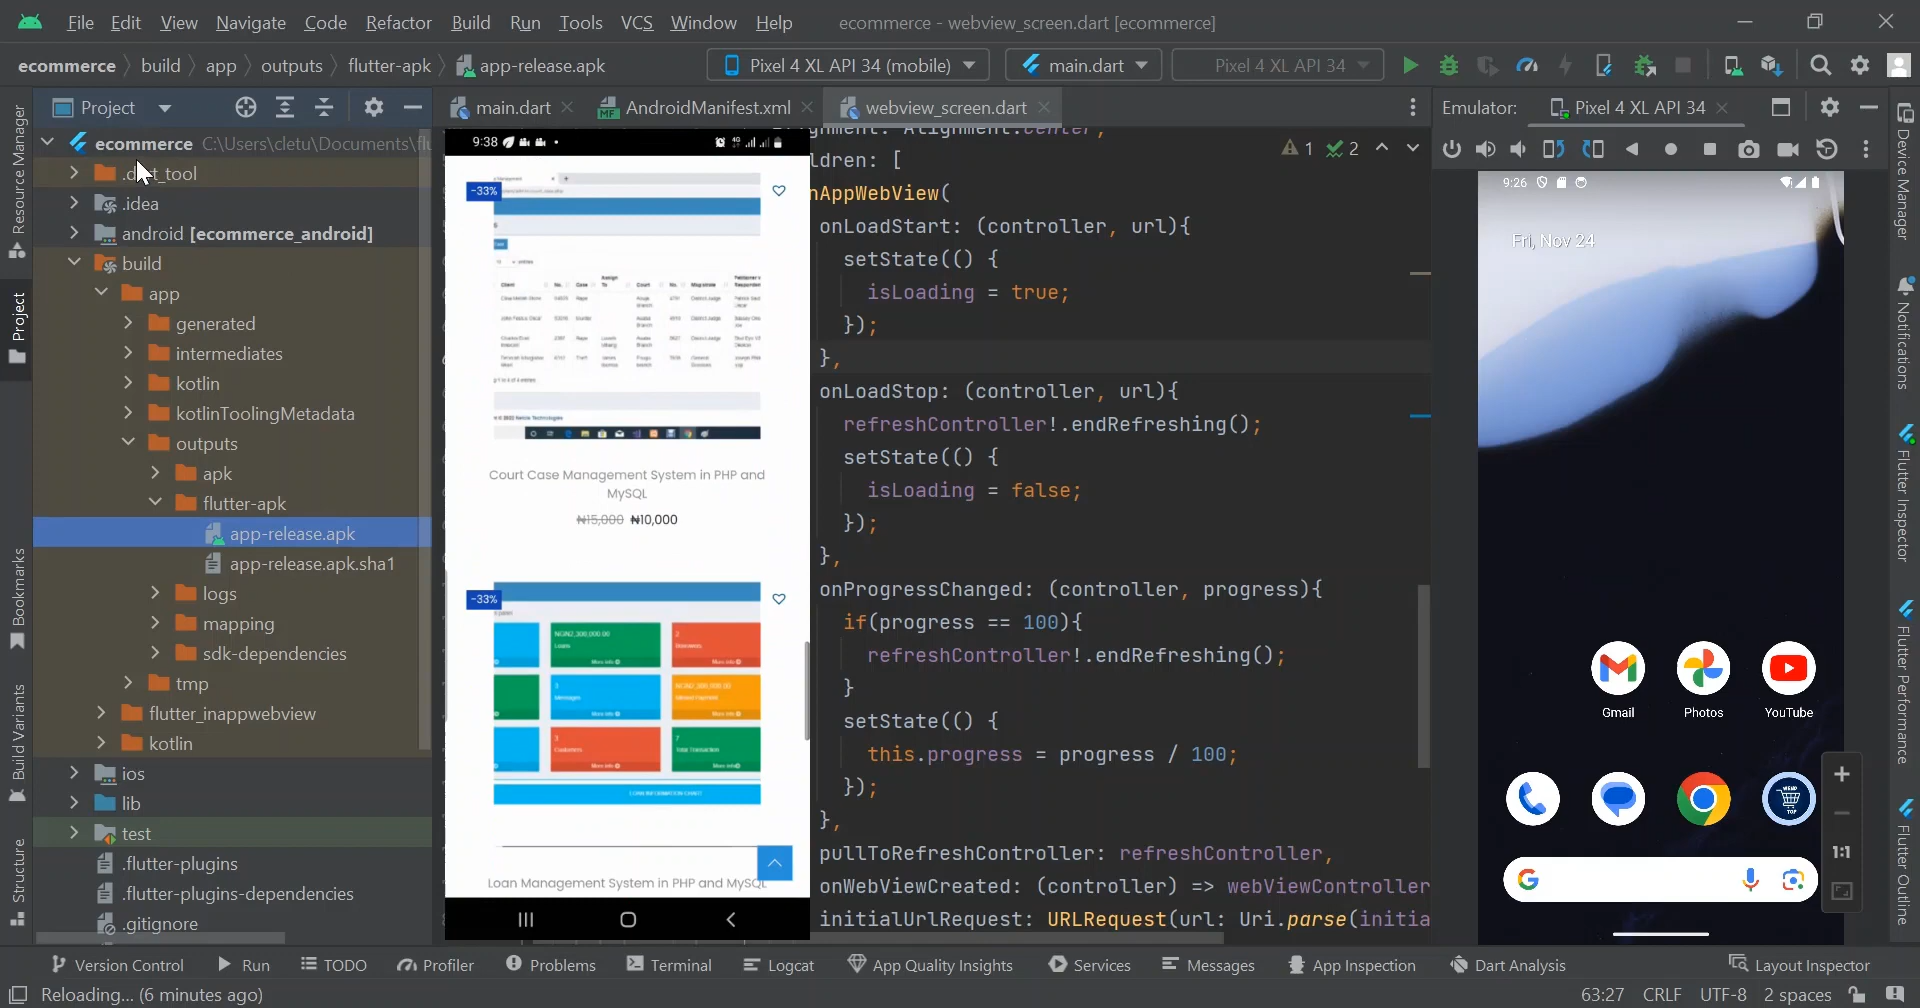 File Edit View Navigate Code Refactor Build Run Tools VCS Window Help ecommerce - webview_screen.dart [ecommerce]
ecommerce build app outputs flutter-apk app-release.apk Pixel 4 XL API 34 (mobile) main.dart Pixel 4 XL API 34
Project
main.dart AndroidManifest.xml webview_screen.dart
Emulator: Pixel 4 XL API 34
Resource Manager
Project
Bookmarks
Build Variants
Structure
ecommerce C:\Users\cletu\Documents\flu
.idea
android [ecommerce_android]
build
app
generated
intermediates
kotlin
kotlinToolingMetadata
outputs
apk
flutter-apk
app-release.apk
app-release.apk.sha1
logs
mapping
sdk-dependencies
tmp
flutter_inappwebview
kotlin
ios
lib
test
.flutter-plugins
.flutter-plugins-dependencies
.gitignore
9:38
-33%
Client No. Case Assign To Court No. Magistrate
Court Case Management System in PHP and
MySQL
₦15,000 ₦10,000
-33%
Loan Management System in PHP and MySQL
1 2
ldren: [
nAppWebView(
onLoadStart: (controller, url){
setState(() {
isLoading = true;
});
},
onLoadStop: (controller, url){
refreshController!.endRefreshing();
setState(() {
isLoading = false;
});
},
onProgressChanged: (controller, progress){
if(progress == 100){
refreshController!.endRefreshing();
}
setState(() {
this.progress = progress / 100;
});
},
pullToRefreshController: refreshController,
onWebViewCreated: (controller) => webViewController
initialUrlRequest: URLRequest(url: Uri.parse(initia
9:26
Fri, Nov 24
Gmail Photos YouTube
1:1
Device Manager
Notifications
Flutter Inspector
Flutter Performance
Flutter Outline
Version Control Run TODO Profiler Problems Terminal Logcat App Quality Insights Services Messages App Inspection Dart Analysis Layout Inspector
Reloading... (6 minutes ago) 63:27 CRLF UTF-8 2 spaces